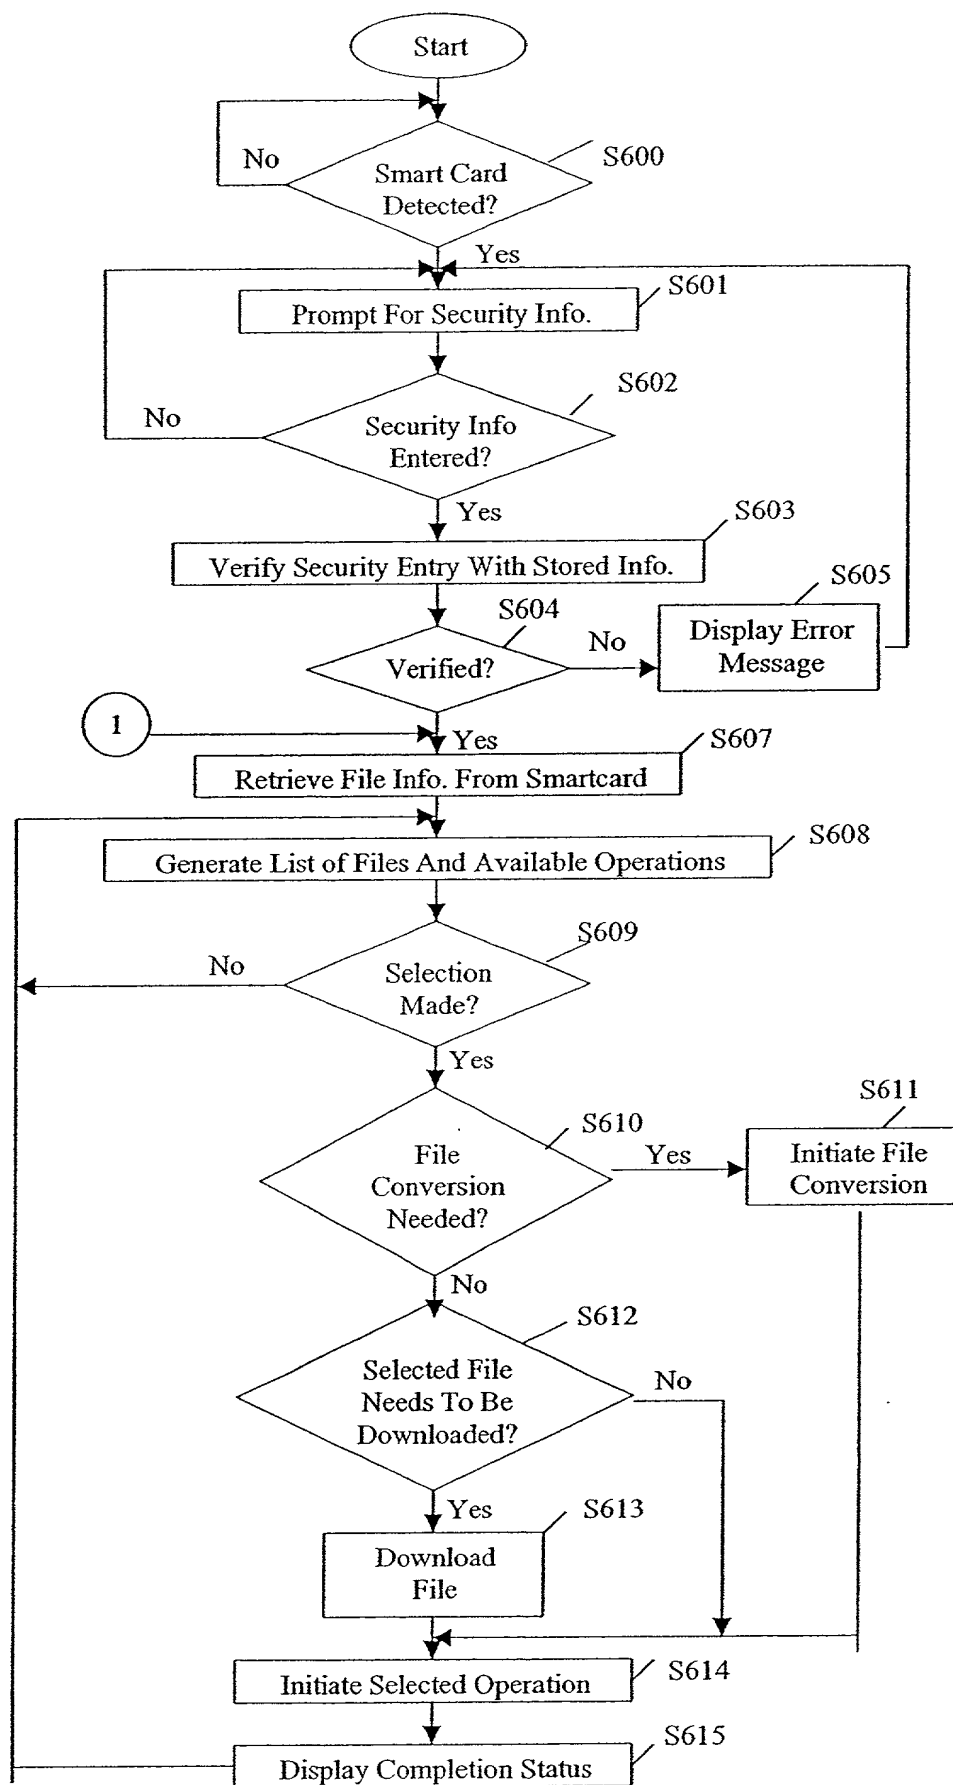 Start
No
S600
Smart Card
Detected?
Yes
S601
Prompt For Security Info.
S602
No
Security Info
Entered?
Yes
S603
Verify Security Entry With Stored Info.
S604
S605
No
Display Error
Message
Verified?
1
Yes
S607
Retrieve File Info. From Smartcard
S608
Generate List of Files And Available Operations
S609
No
Selection
Made?
Yes
S611
S610
File
Conversion
Needed?
Yes
Initiate File
Conversion
No
S612
Selected File
Needs To Be
Downloaded?
No
Yes
S613
Download
File
S614
Initiate Selected Operation
S615
Display Completion Status